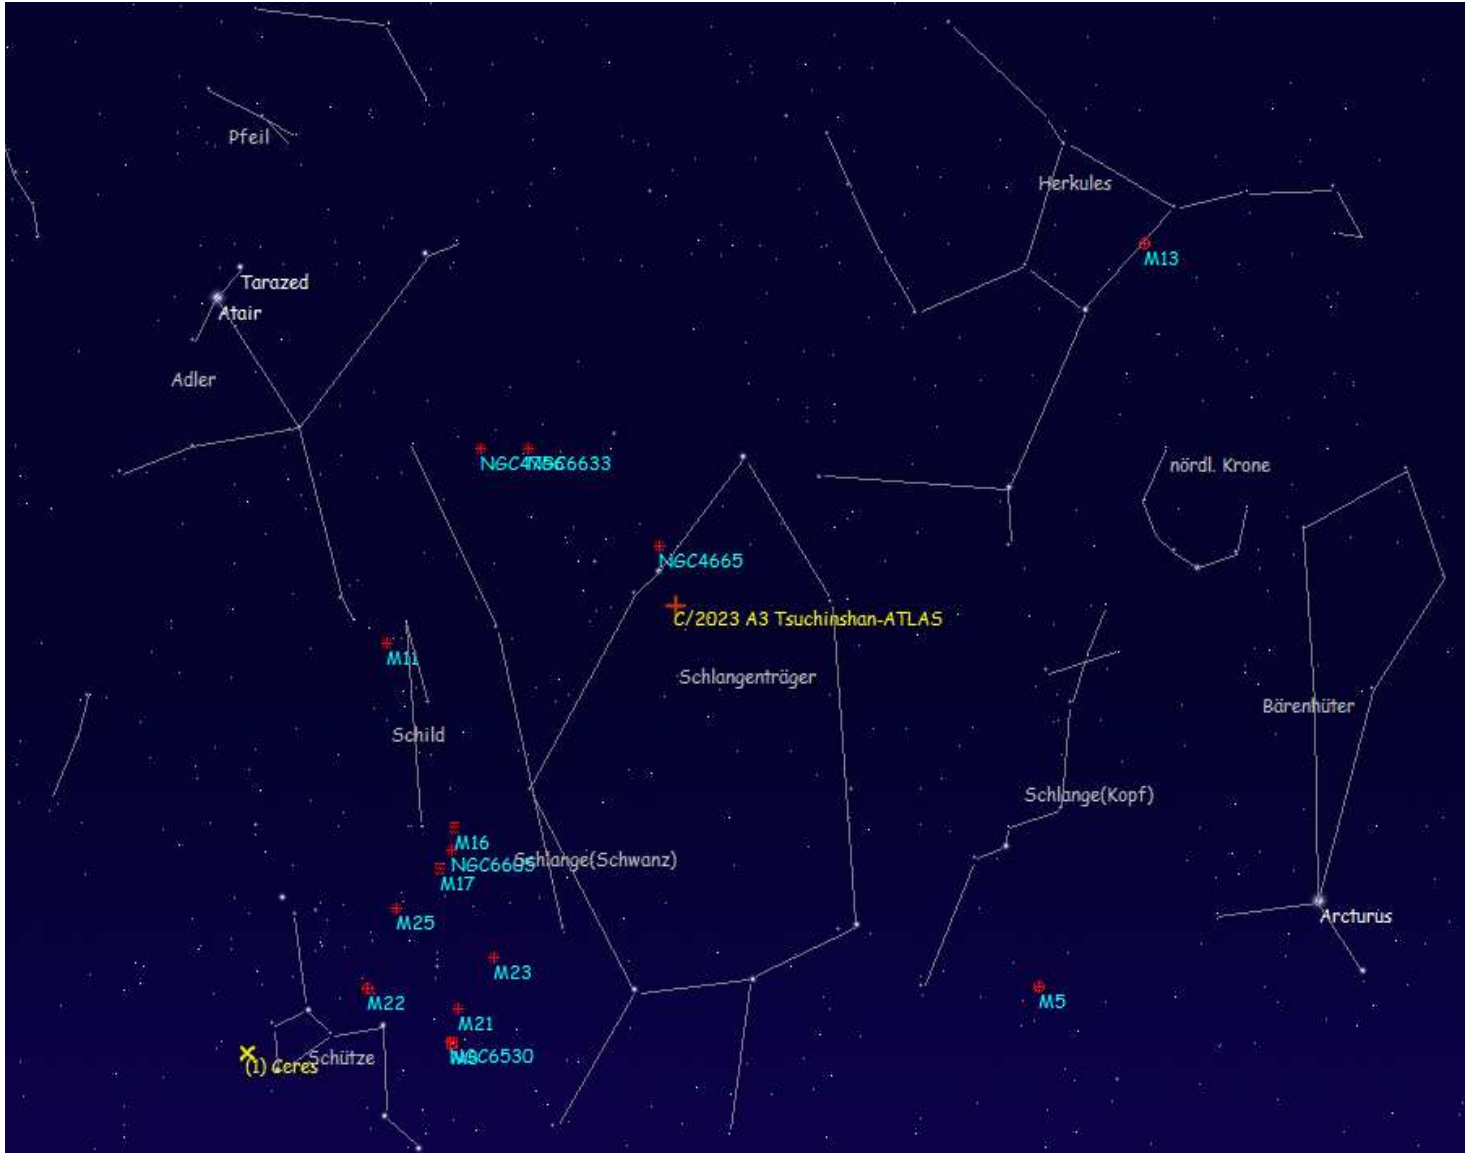 Pfeil
Herkules
M13
Tarazed
Atair
Adler
nördl. Krone
NGC6633
NGC4665
C/2023 A3 Tsuchinshan-ATLAS
M11
Schlangenträger
Bärenhüter
Schild
Schlange(Kopf)
M16
Schlange(Schwanz)
M17
Arcturus
M25
M23
M22
M5
M21
NGC6530
Schütze
(1) Ceres